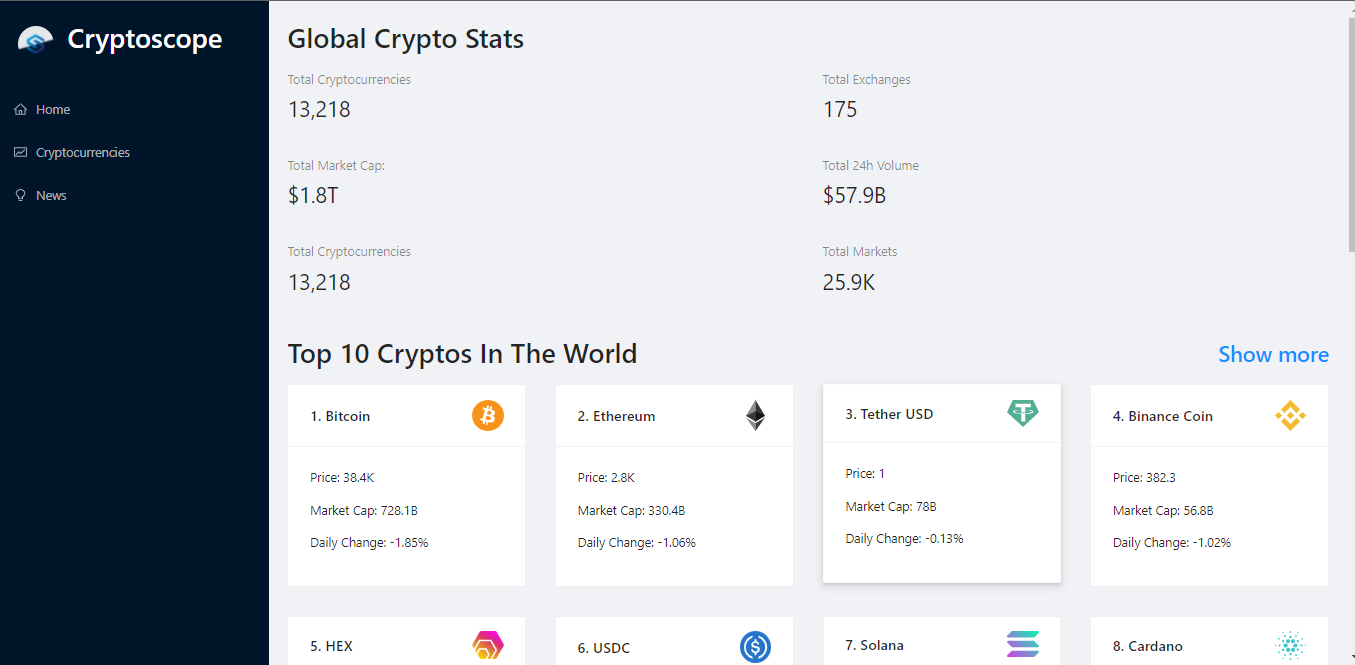 Cryptoscope
Home
Cryptocurrencies
News
Global Crypto Stats
Total Cryptocurrencies
13,218
Total Exchanges
175
Total Market Cap:
$1.8T
Total 24h Volume
$57.9B
Total Cryptocurrencies
13,218
Total Markets
25.9K
Top 10 Cryptos In The World
Show more
1. Bitcoin
Price: 38.4K
Market Cap: 728.1B
Daily Change: -1.85%
2. Ethereum
Price: 2.8K
Market Cap: 330.4B
Daily Change: -1.06%
3. Tether USD
Price: 1
Market Cap: 78B
Daily Change: -0.13%
4. Binance Coin
Price: 382.3
Market Cap: 56.8B
Daily Change: -1.02%
5. HEX
6. USDC
7. Solana
8. Cardano